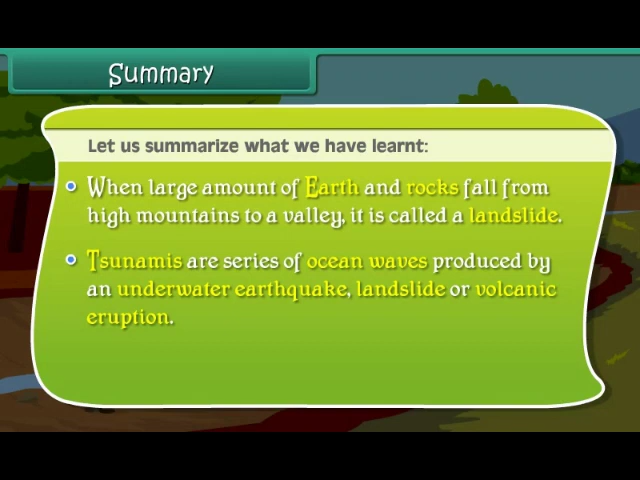 Summary
Let us summarize what we have learnt:
When large amount of Earth and rocks fall from
high mountains to a valley, it is called a landslide.
Tsunamis are series of ocean waves produced by
an underwater earthquake, landslide or volcanic
eruption.